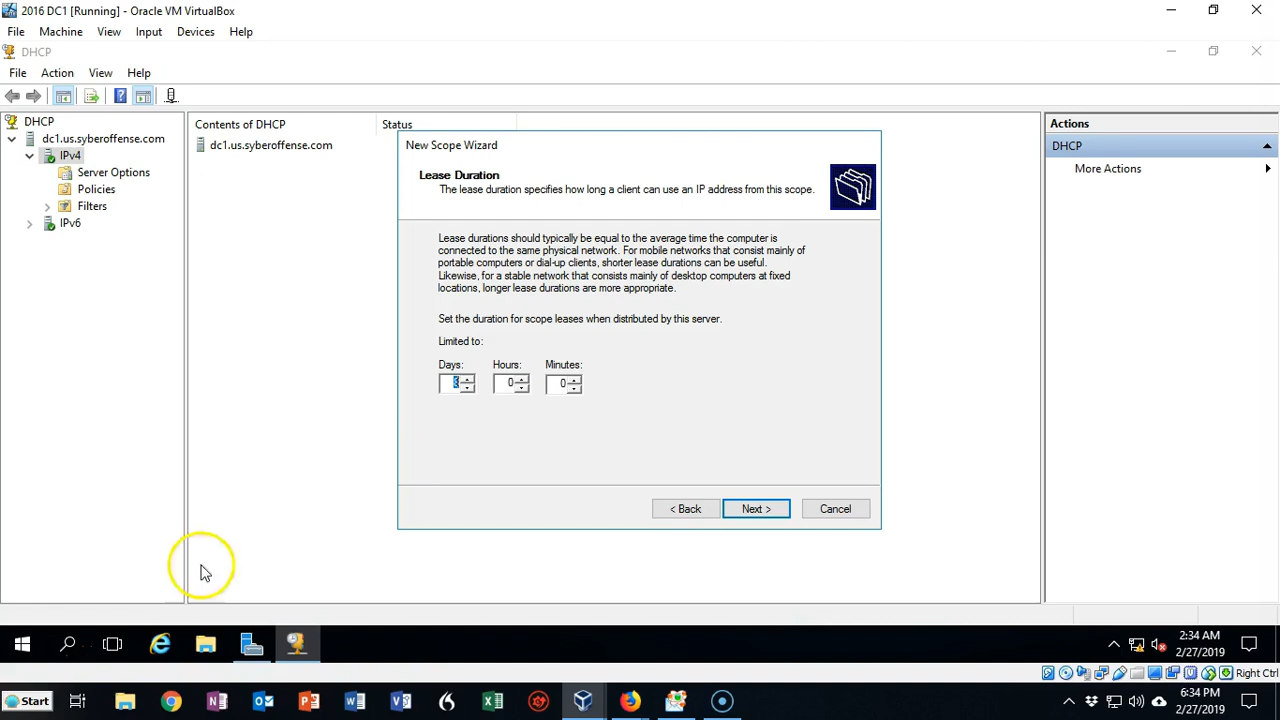 2016 DC1 [Running] - Oracle VM VirtualBox
File Machine View Input Devices Help
DHCP
File Action View Help
DHCP
dc1.us.syberoffense.com
IPv4
Server Options
Policies
Filters
IPv6
Contents of DHCP Status
dc1.us.syberoffense.com
New Scope Wizard
Lease Duration
The lease duration specifies how long a client can use an IP address from this scope.
Lease durations should typically be equal to the average time the computer is
connected to the same physical network. For mobile networks that consist mainly of
portable computers or dial-up clients, shorter lease durations can be useful.
Likewise, for a stable network that consists mainly of desktop computers at fixed
locations, longer lease durations are more appropriate.
Set the duration for scope leases when distributed by this server.
Limited to:
Days: Hours: Minutes:
8 0 0
< Back Next > Cancel
Actions
DHCP
More Actions
2:34 AM
2/27/2019
Right Ctrl
Start
6:34 PM
2/27/2019